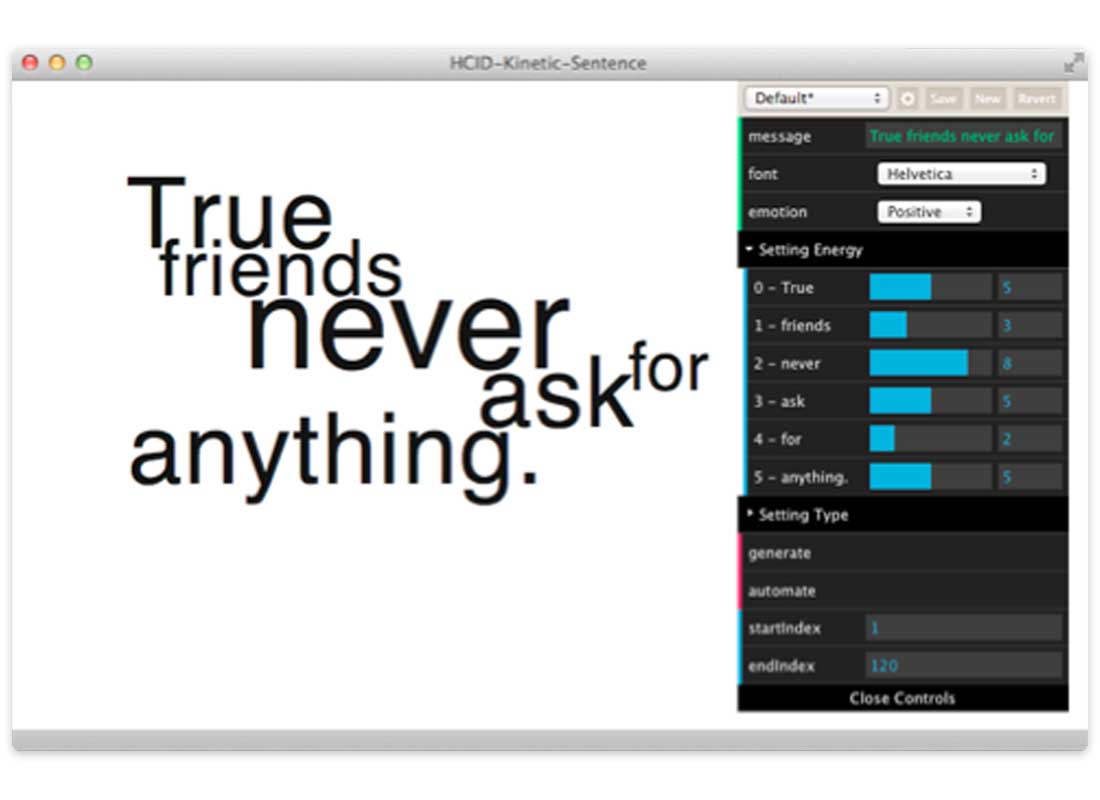 HCID-Kinetic-Sentence
True
friends
never
ask for
anything.
Default* Save New Revert
message True friends never ask for
font Helvetica
emotion Positive
Setting Energy
0 - True 5
1 - friends 3
2 - never 8
3 - ask 5
4 - for 2
5 - anything. 5
Setting Type
generate
automate
startIndex 1
endIndex 120
Close Controls